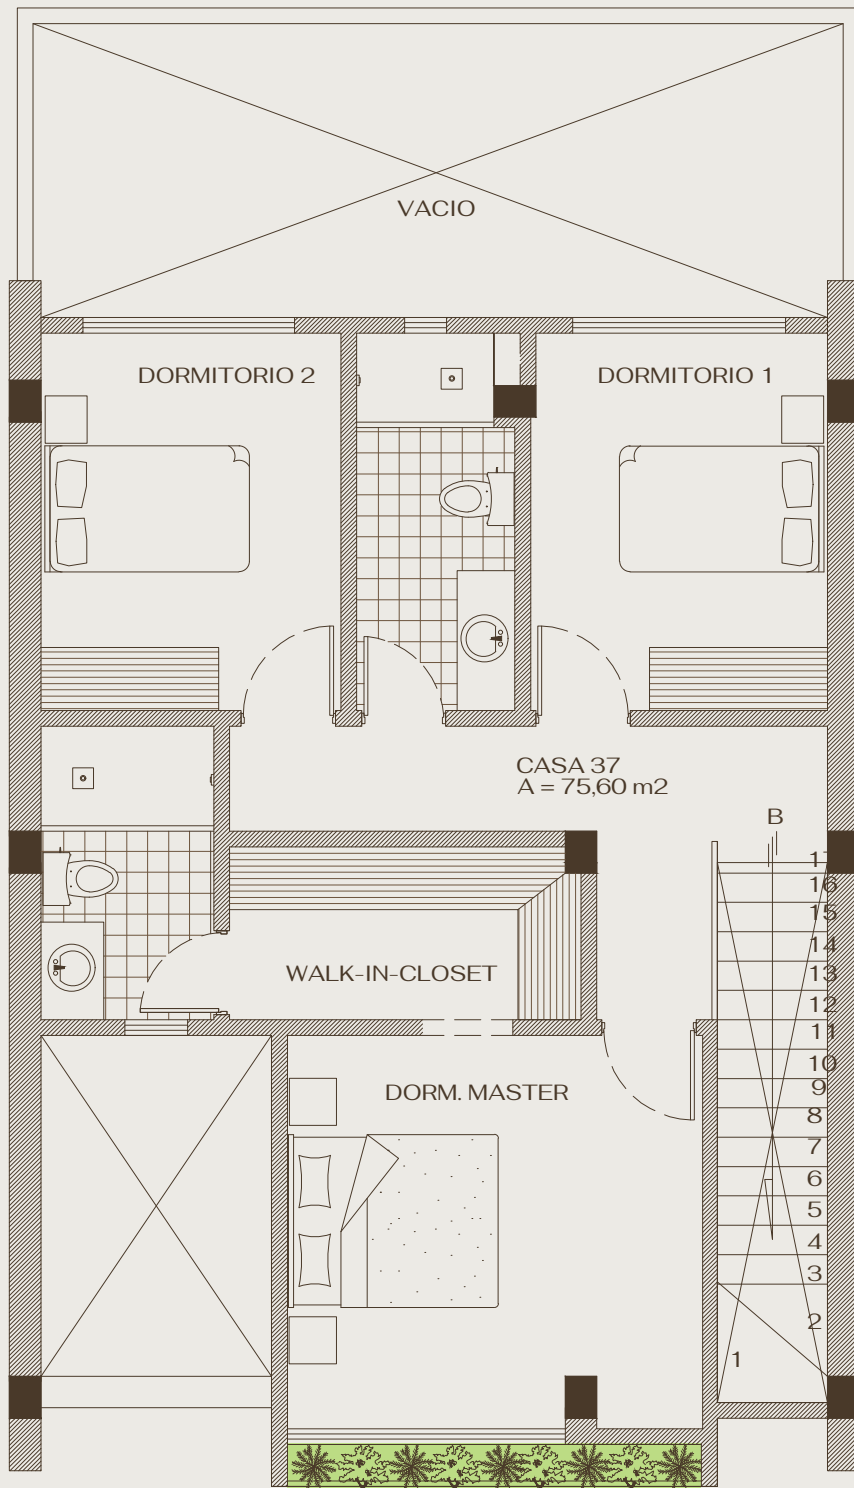 VACIO
DORMITORIO 2
DORMITORIO 1
CASA 37
A = 75,60 m2
B
17
16
15
14
13
12
11
10
9
8
7
6
5
4
3
2
1
WALK-IN-CLOSET
DORM. MASTER